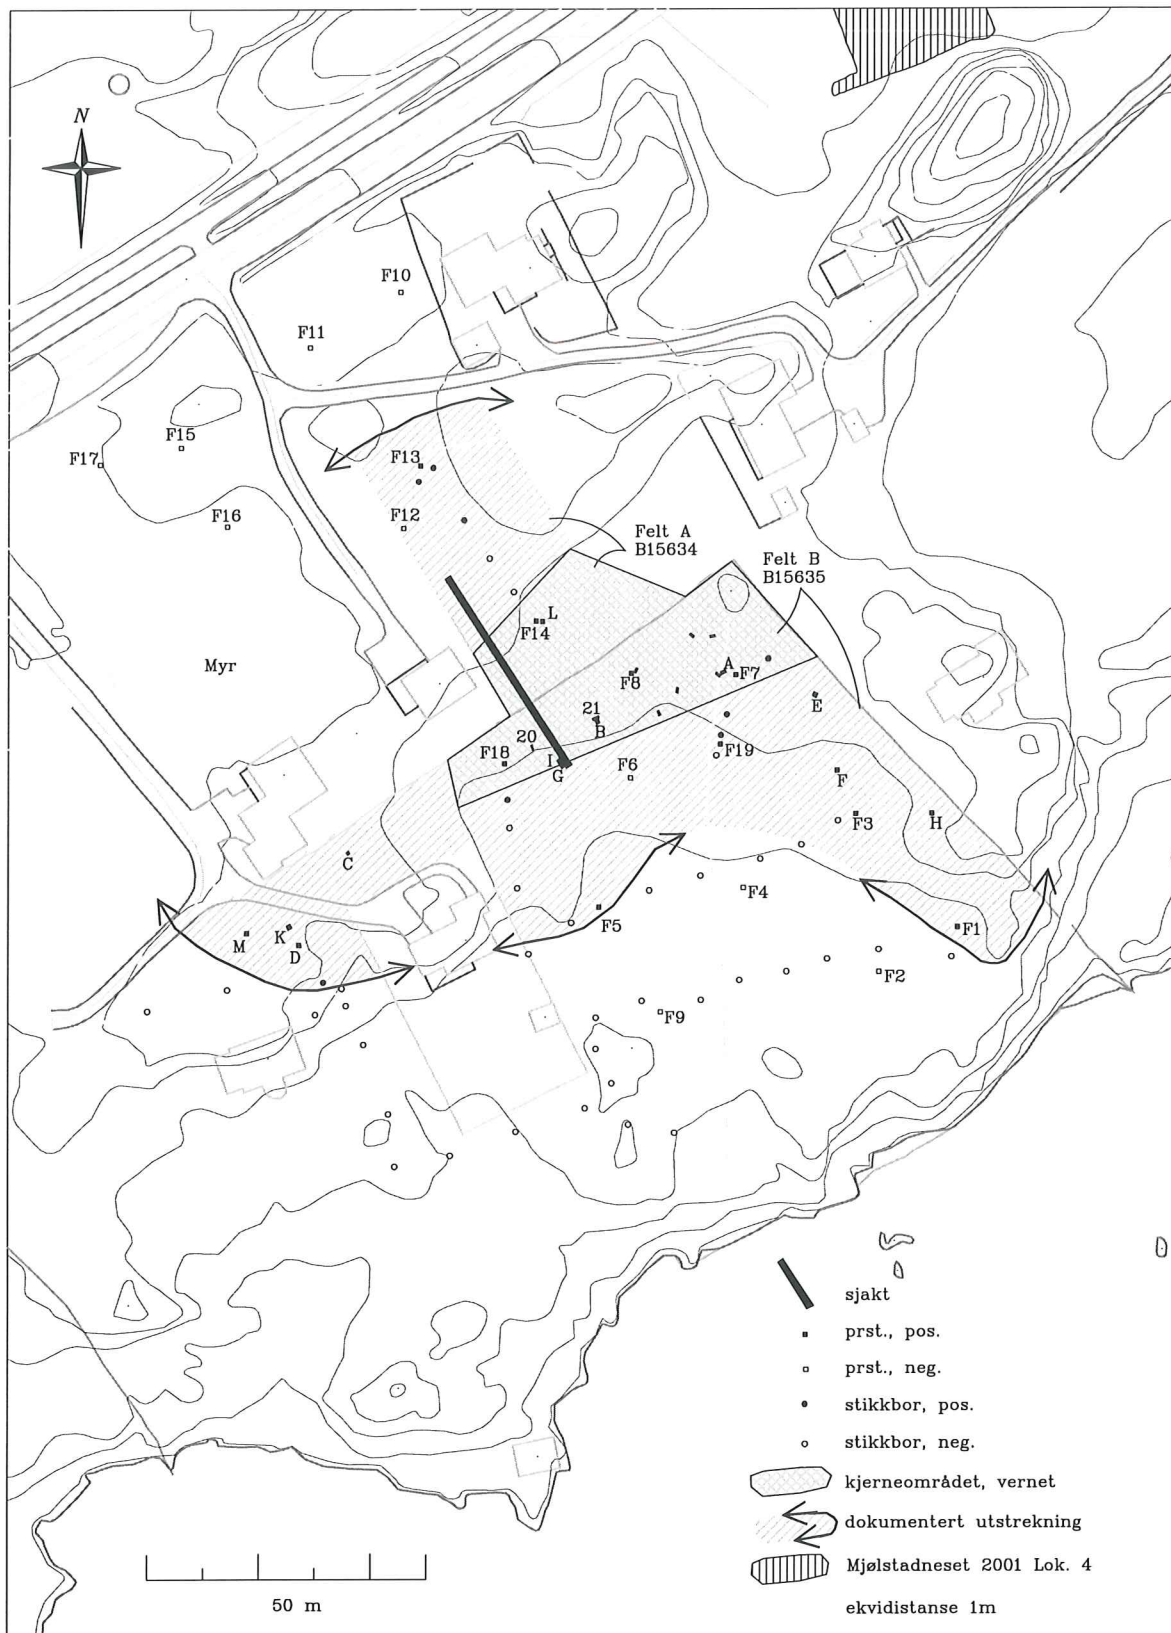 N
F10
F11
F15
F17
F13
F16
F12
Felt A
B15634
Felt B
B15635
L
F14
Myr
F8
A
F7
E
21
B
20
F18
I
G
F6
F19
F
F3
H
C
F4
M
K
D
F5
F1
F2
F9
sjakt
prst., pos.
prst., neg.
stikkbor, pos.
stikkbor, neg.
kjerneområdet, vernet
dokumentert utstrekning
Mjølstadneset 2001 Lok. 4
ekvidistanse 1m
50 m